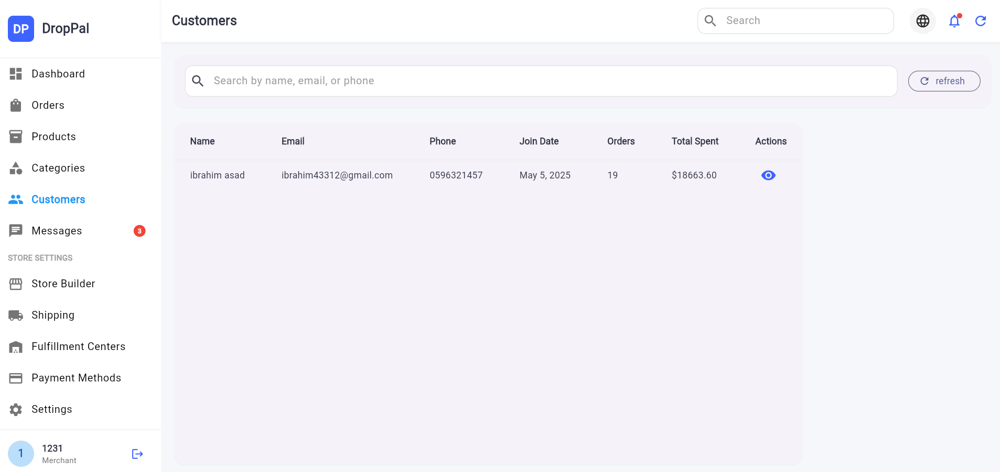 DP DropPal
Dashboard
Orders
Products
Categories
Customers
Messages 3
STORE SETTINGS
Store Builder
Shipping
Fulfillment Centers
Payment Methods
Settings
1 1231
Merchant
Customers
Search
Search by name, email, or phone
refresh
Name Email Phone Join Date Orders Total Spent Actions
ibrahim asad ibrahim43312@gmail.com 0596321457 May 5, 2025 19 $18663.60